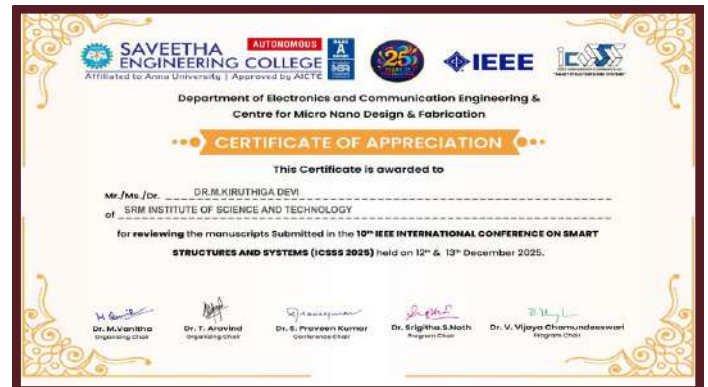 SAVEETHA
AUTONOMOUS
ENGINEERING COLLEGE
Affiliated to Anna University | Approved by AICTE
A
25
IEEE
icSSS
Department of Electronics and Communication Engineering &
Centre for Micro Nano Design & Fabrication
CERTIFICATE OF APPRECIATION
This Certificate is awarded to
Mr./Ms./Dr. DR.M.KIRUTHIGA DEVI
of SRM INSTITUTE OF SCIENCE AND TECHNOLOGY
for reviewing the manuscripts Submitted in the 10th IEEE INTERNATIONAL CONFERENCE ON SMART
STRUCTURES AND SYSTEMS (ICSSS 2025) held on 12th & 13th December 2025.
Dr. M.Vanitha
Organizing Chair
Dr. T. Aravind
Organizing Chair
Dr. S. Praveen Kumar
Conference Chair
Dr. Srigitha.S.Nath
Program Chair
Dr. V. Vijaya Chamundeeswari
Program Chair